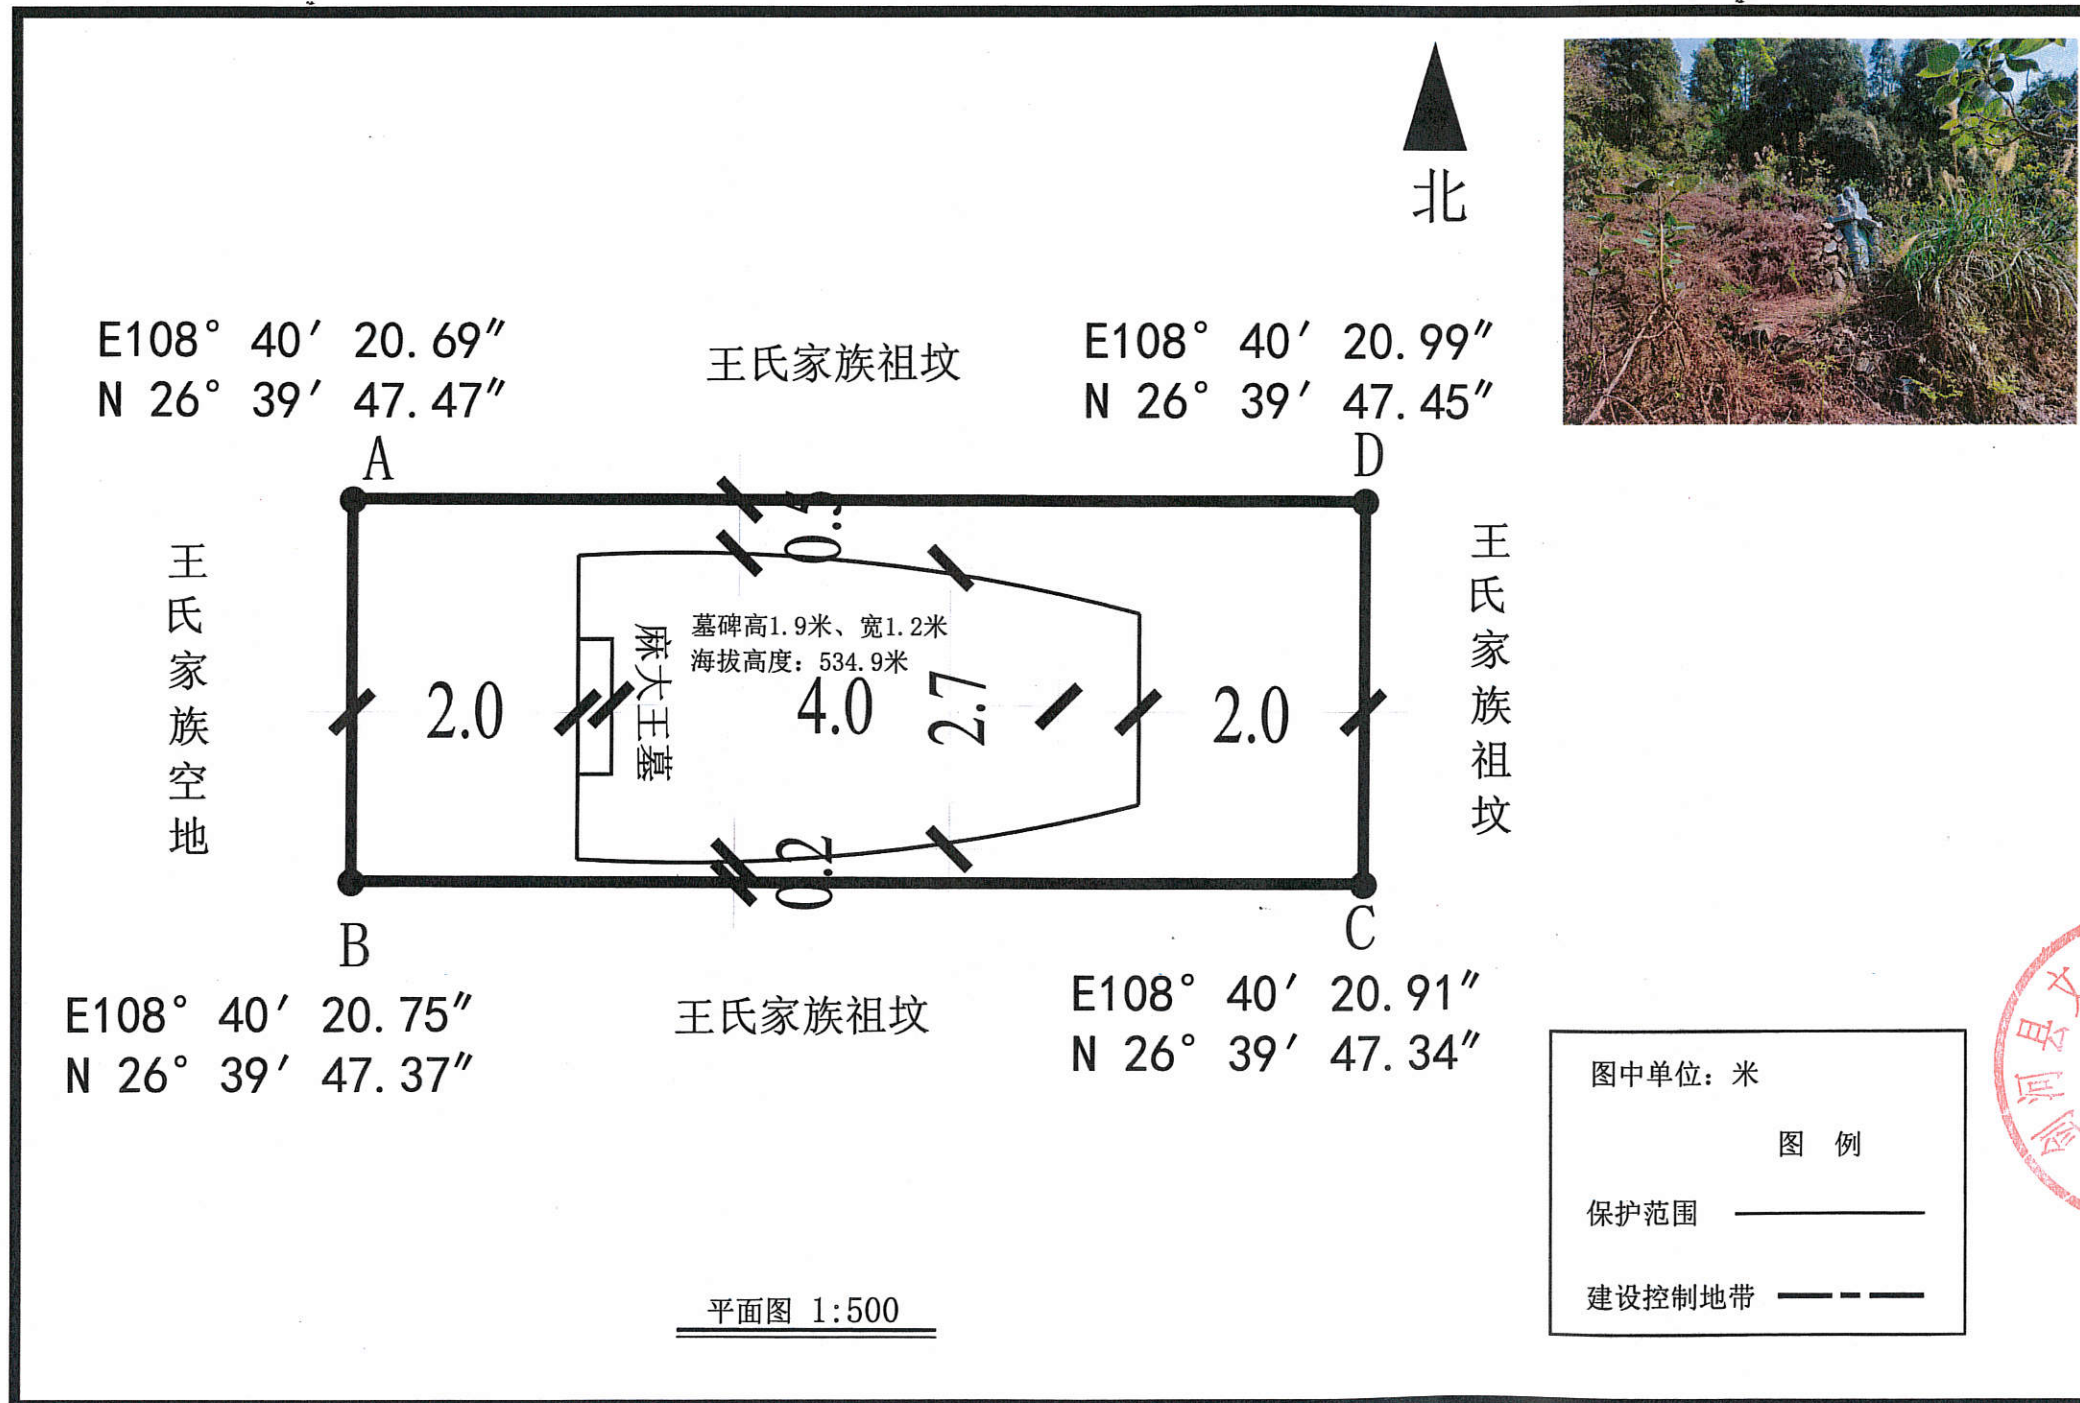 北
E108° 40′ 20.69″
N 26° 39′ 47.47″
王氏家族祖坟
E108° 40′ 20.99″
N 26° 39′ 47.45″
A
D
王氏家族空地
王氏家族祖坟
墓碑高1.9米、宽1.2米
海拔高度：534.9米
麻大王墓
2.0
4.0
2.7
2.0
0.2
B
C
E108° 40′ 20.75″
N 26° 39′ 47.37″
王氏家族祖坟
E108° 40′ 20.91″
N 26° 39′ 47.34″
图中单位：米
图 例
保护范围
建设控制地带
平面图 1:500
剑河县文